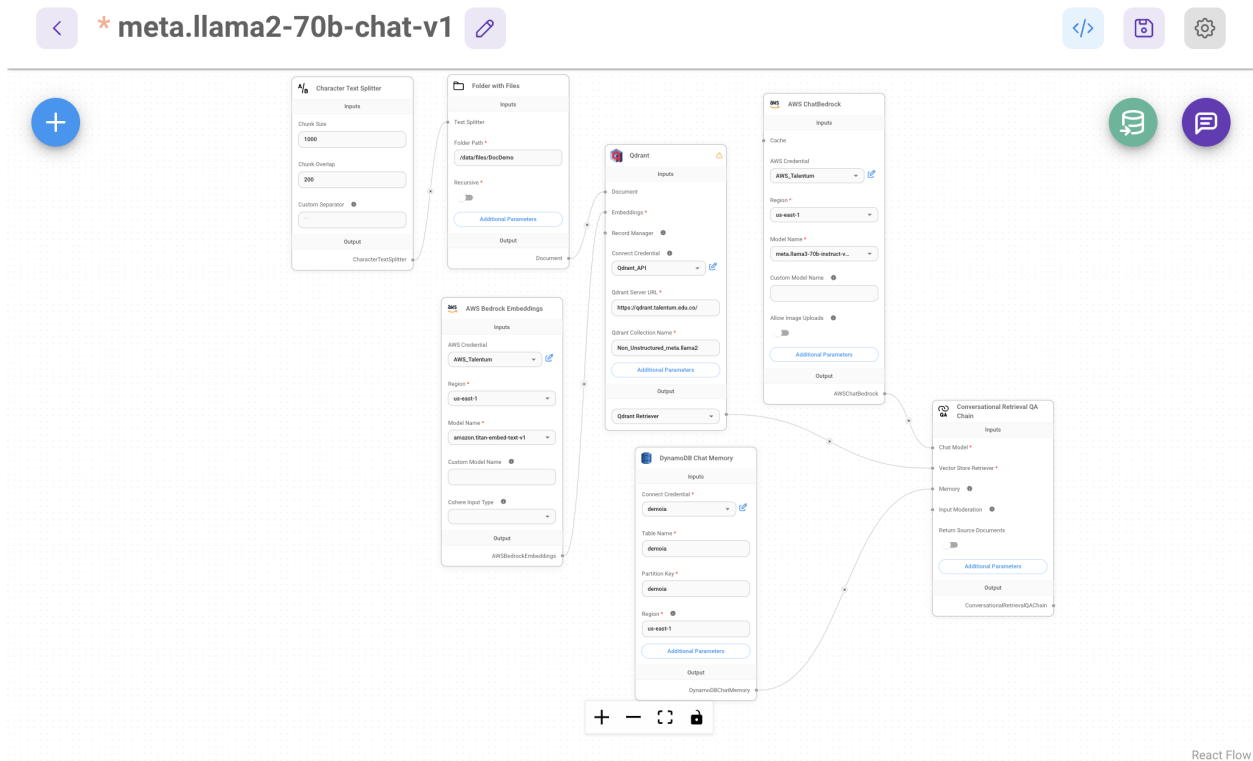 * meta.llama2-70b-chat-v1
</>
A/B Character Text Splitter
Inputs
Chunk Size
1000
Chunk Overlap
200
Custom Separator
Output
CharacterTextSplitter
Folder with Files
Inputs
Text Splitter
Folder Path *
/data/files/DocDemo
Recursive *
Additional Parameters
Output
Document
aws AWS Bedrock Embeddings
Inputs
AWS Credential
AWS_Talentum
Region *
us-east-1
Model Name *
amazon.titan-embed-text-v1
Custom Model Name
Cohere Input Type
Output
AWSBedrockEmbeddings
Qdrant
Inputs
Document
Embeddings *
Record Manager
Connect Credential
Qdrant_API
Qdrant Server URL *
https://qdrant.talentum.edu.co/
Qdrant Collection Name *
Non_Unstructured_meta.llama2
Additional Parameters
Output
Qdrant Retriever
DynamoDB Chat Memory
Inputs
Connect Credential *
demoia
Table Name *
demoia
Partition Key *
demoia
Region *
us-east-1
Additional Parameters
Output
DynamoDBChatMemory
aws AWS ChatBedrock
Inputs
Cache
AWS Credential
AWS_Talentum
Region *
us-east-1
Model Name *
meta.llama3-70b-instruct-v...
Custom Model Name
Allow Image Uploads
Additional Parameters
Output
AWSChatBedrock
QA Conversational Retrieval QA
Chain
Inputs
Chat Model *
Vector Store Retriever *
Memory
Input Moderation
Return Source Documents
Additional Parameters
Output
ConversationalRetrievalQAChain
React Flow